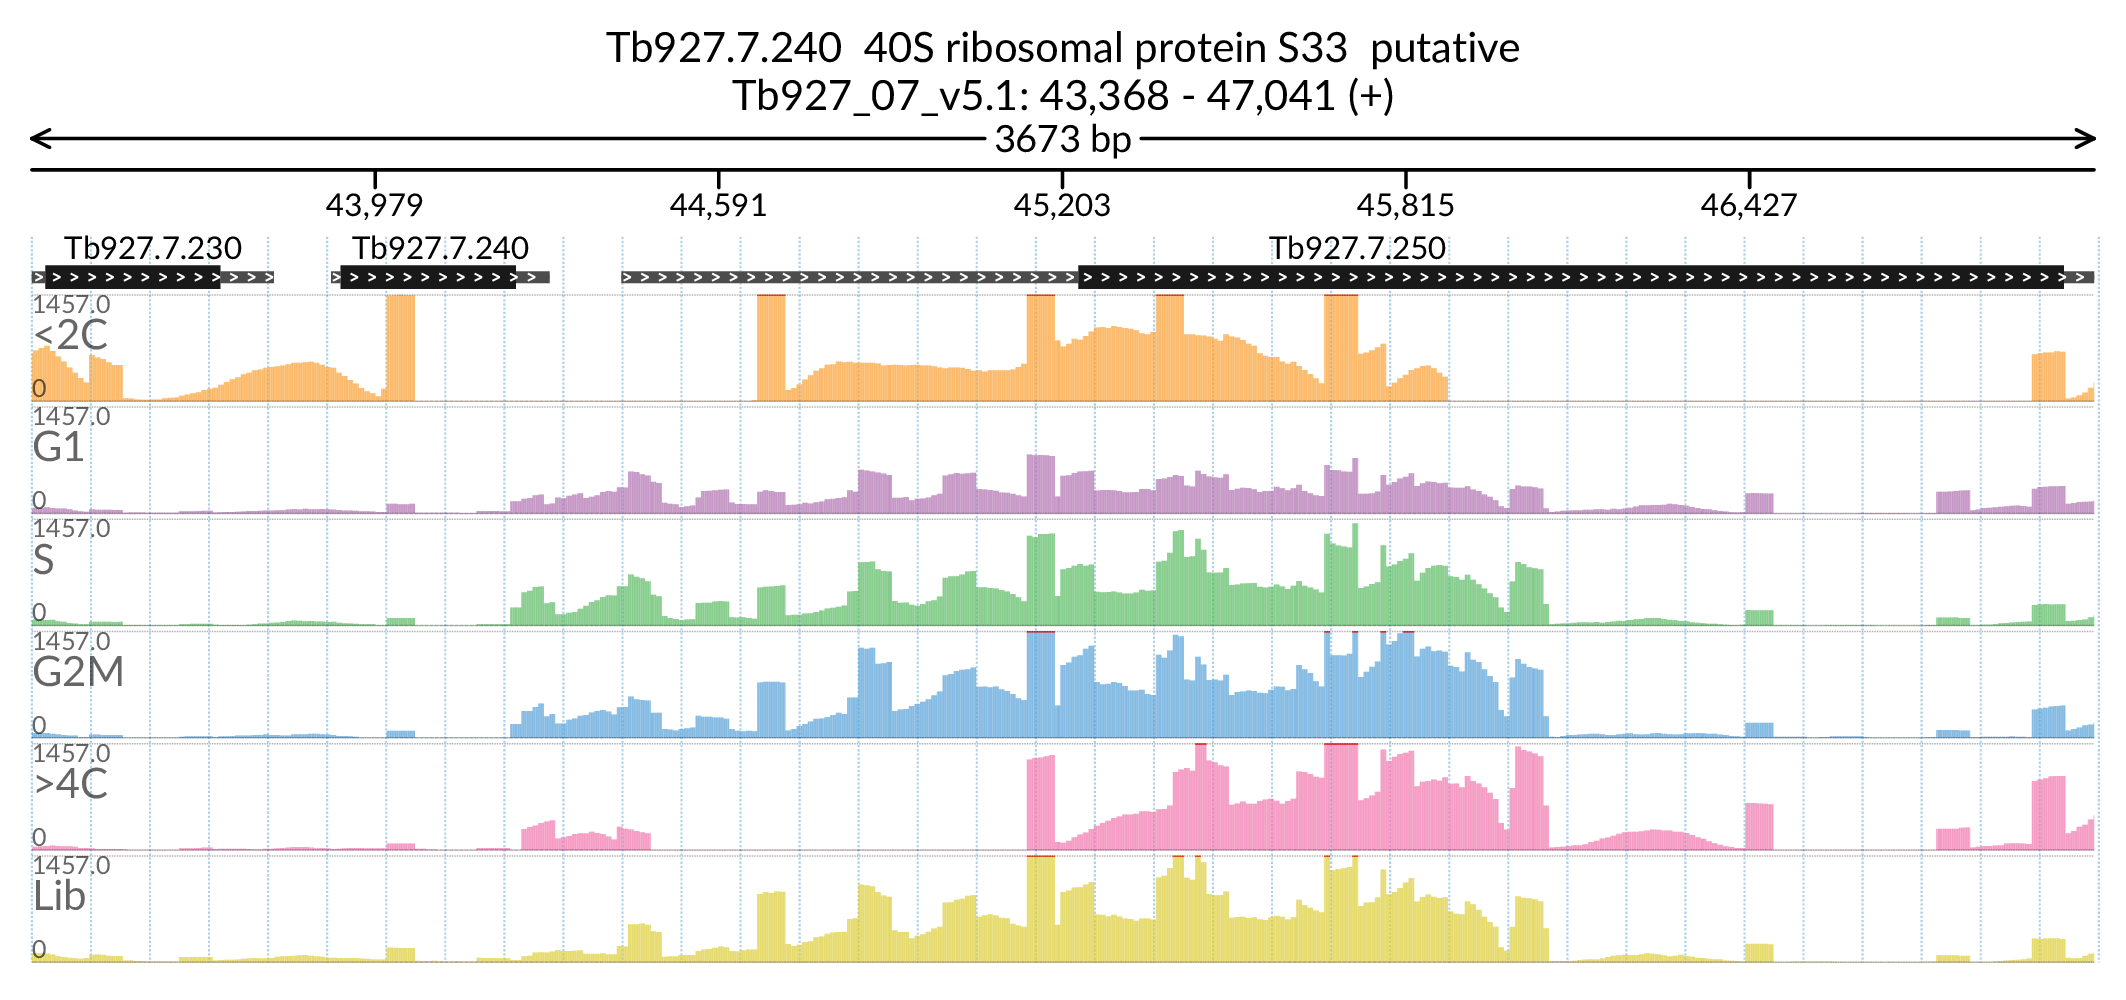 Tb927.7.240  40S ribosomal protein S33  putative
Tb927_07_v5.1: 43,368 - 47,041 (+)
3673 bp
43,979 44,591 45,203 45,815 46,427
Tb927.7.230 Tb927.7.240 Tb927.7.250
1457.0
<2C
0
1457.0
G1
0
1457.0
S
0
1457.0
G2M
0
1457.0
>4C
0
1457.0
Lib
0